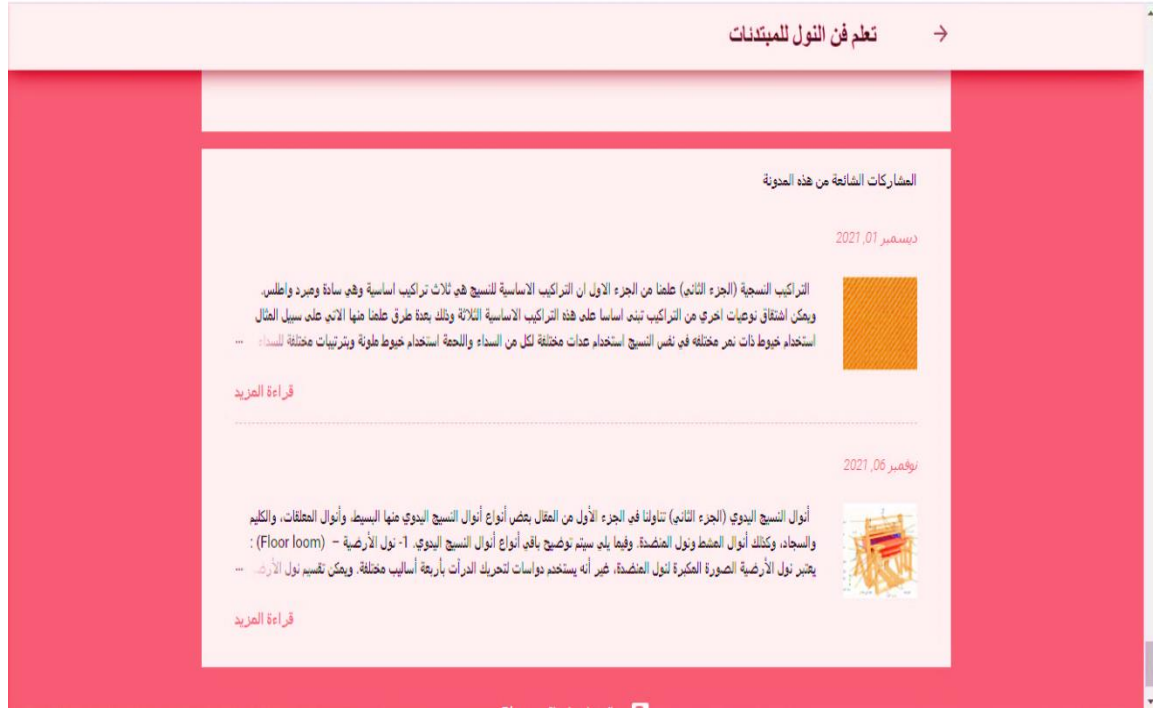 تعلم فن النول للمبتدئات
المشاركات الشائعة من هذه المدونة
ديسمبر 01, 2021
التراكيب النسجية (الجزء الثاني) علمنا من الجزء الاول ان التراكيب الاساسية للنسيج هي ثلاث تراكيب اساسية وهي سادة ومبرد واطلس.
ويمكن اشتقاق نوعيات اخري من التراكيب تبنى اساسا على هذه التراكيب الاساسية الثلاثة وذلك بعدة طرق علمنا منها الاتي على سبيل المثال
استخدام خيوط ذات نمر مختلفه في نفس النسيج استخدام عدات مختلفة لكل من السداء واللحمة استخدام خيوط ملونة وبترتيبات مختلفة للسداء ...
قراءة المزيد
نوفمبر 06, 2021
أنوال النسيج اليدوي (الجزء الثاني) تناولنا في الجزء الأول من المقال بعض أنواع أنوال النسيج اليدوي منها البسيط، وأنوال المعلقات، والكليم
والسجاد، وكذلك أنوال المشط ونول المنضدة. وفيما يلي سيتم توضيح باقي أنواع أنوال النسيج اليدوي. 1- نول الأرضية – (Floor loom) :
يعتبر نول الأرضية الصورة المكبرة لنول المنضدة، غير أنه يستخدم دواسات لتحريك الدرآت بأربعة أساليب مختلفة. ويمكن تقسيم نول ...
قراءة المزيد